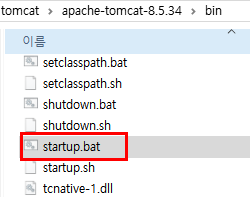 tomcat > apache-tomcat-8.5.34 > bin
이름
setclasspath.bat
setclasspath.sh
shutdown.bat
shutdown.sh
startup.bat
startup.sh
tcnative-1.dll